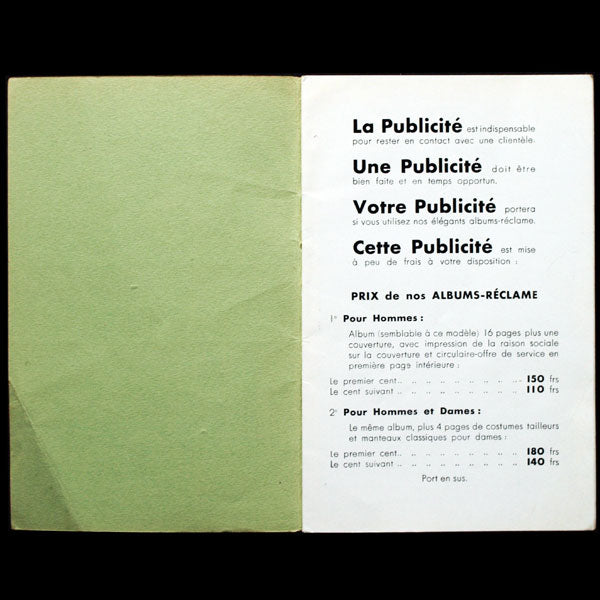 La Publicité est indispensable
pour rester en contact avec une clientèle.
Une Publicité doit être
bien faite et en temps opportun.
Votre Publicité portera
si vous utilisez nos élégants albums-réclame.
Cette Publicité est mise
à peu de frais à votre disposition :
PRIX de nos ALBUMS-RÉCLAME
1° Pour Hommes :
Album (semblable à ce modèle) 16 pages plus une
couverture, avec impression de la raison sociale
sur la couverture et circulaire-offre de service en
première page intérieure :
Le premier cent.. .. .. .. .. .. .. .. .. 150 frs
Le cent suivant .. .. .. .. .. .. .. .. .. 110 frs
2° Pour Hommes et Dames :
Le même album, plus 4 pages de costumes tailleurs
et manteaux classiques pour dames :
Le premier cent.. .. .. .. .. .. .. .. .. 180 frs
Le cent suivant .. .. .. .. .. .. .. .. .. 140 frs
Port en sus.